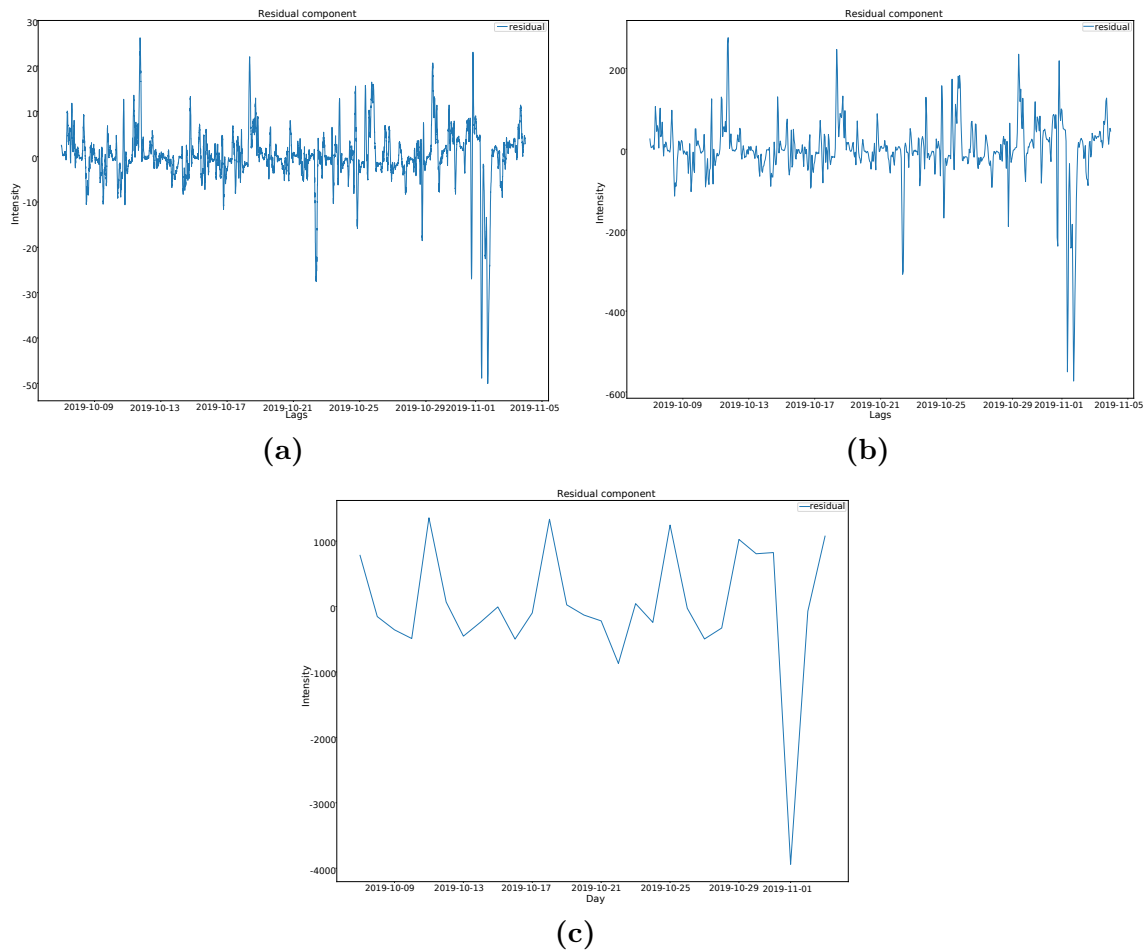 Residual component
residual
30
20
10
0
-10
-20
-30
-40
-50
Intensity
2019-10-09 2019-10-13 2019-10-17 2019-10-21 2019-10-25 2019-10-29 2019-11-01 2019-11-05
Lags
(a)
Residual component
residual
200
0
-200
-400
-600
Intensity
2019-10-09 2019-10-13 2019-10-17 2019-10-21 2019-10-25 2019-10-29 2019-11-01 2019-11-05
Lags
(b)
Residual component
residual
1000
0
-1000
-2000
-3000
-4000
Intensity
2019-10-09 2019-10-13 2019-10-17 2019-10-21 2019-10-25 2019-10-29 2019-11-01
Day
(c)